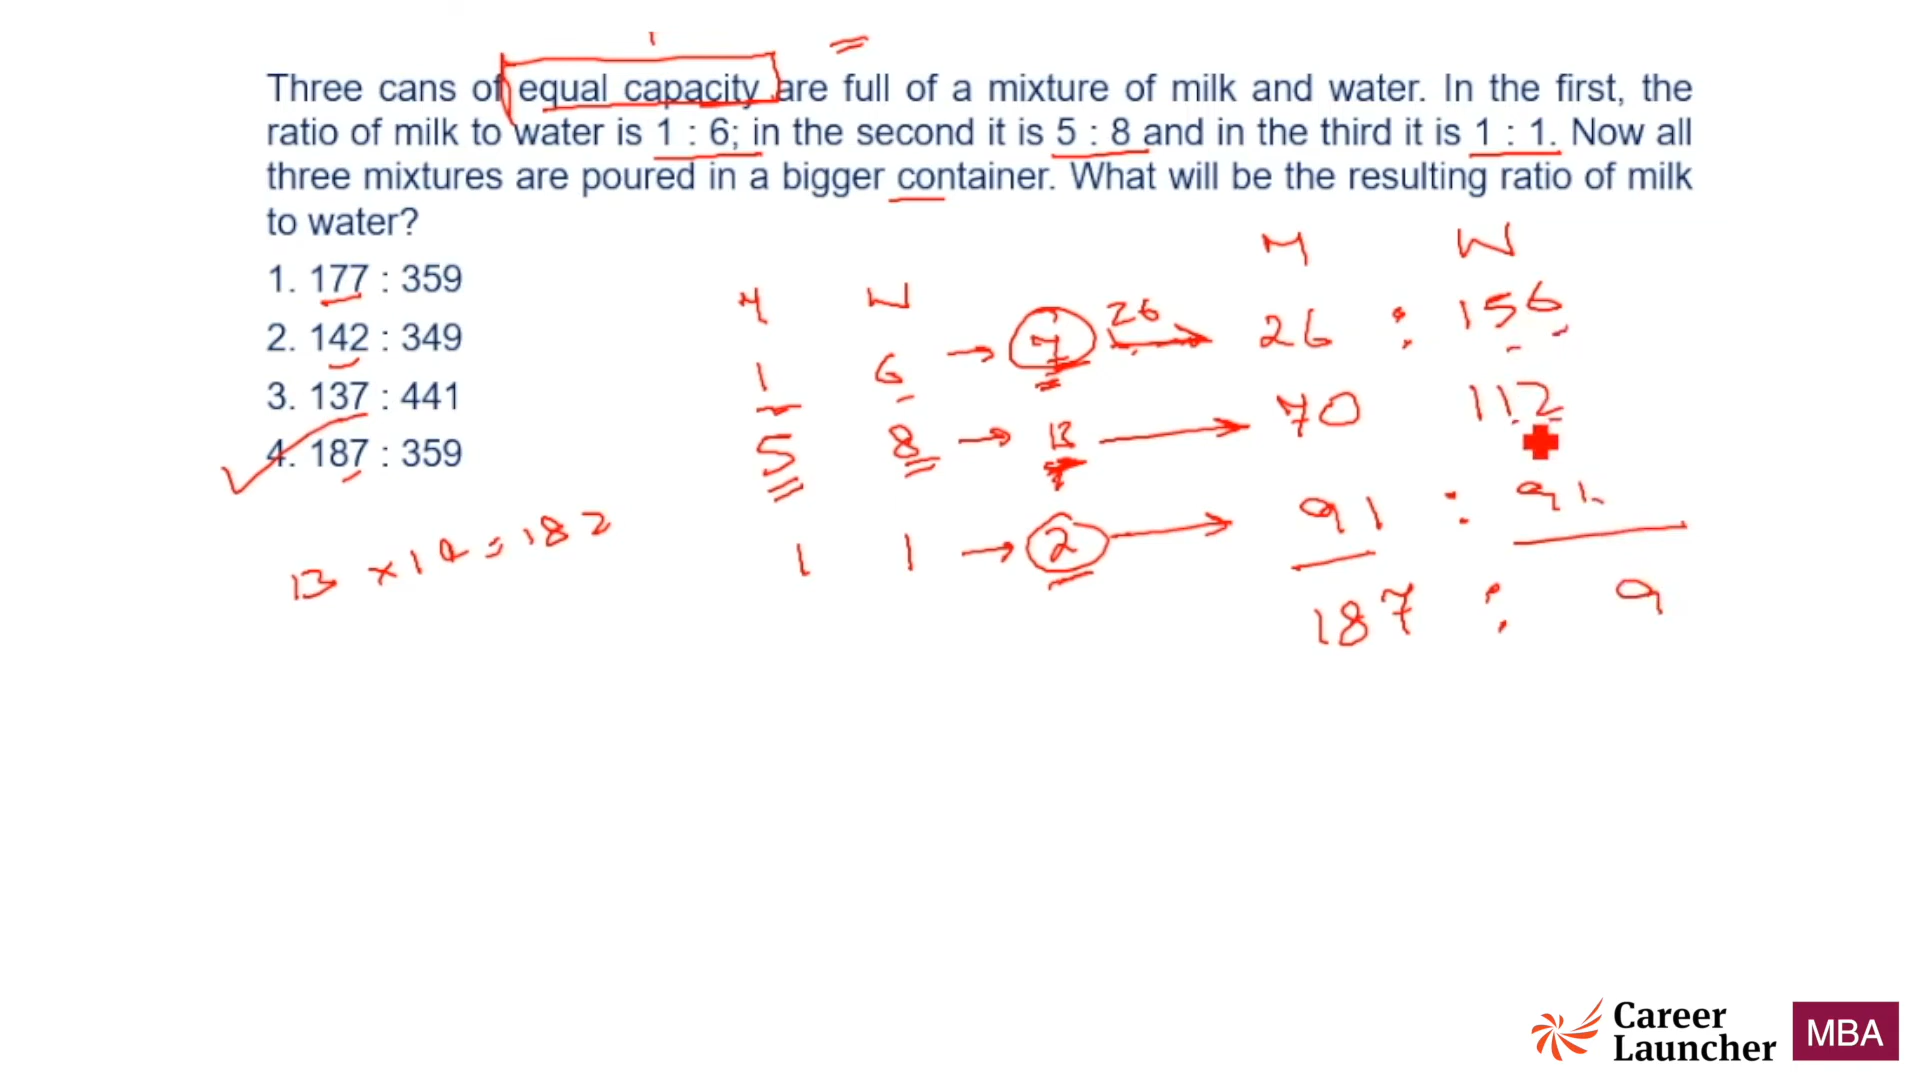 Three cans of equal capacity are full of a mixture of milk and water. In the first, the
ratio of milk to water is 1 : 6; in the second it is 5 : 8 and in the third it is 1 : 1. Now all
three mixtures are poured in a bigger container. What will be the resulting ratio of milk
to water?
1. 177 : 359
2. 142 : 349
3. 137 : 441
4. 187 : 359
M W
M W
1 6 → 7 26 → 26 : 156
5 8 → 13 → 70 112
1 1 → 2 → 91 : 91
187 : 9
13 × 14 = 182
Career
Launcher
MBA